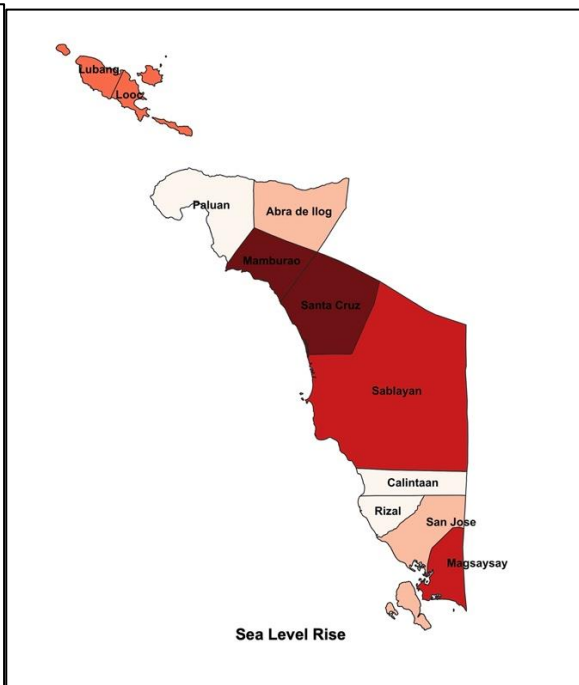 Lubang
Looc
Paluan
Abra de Ilog
Mamburao
Santa Cruz
Sablayan
Calintaan
Rizal
San Jose
Magsaysay
Sea Level Rise